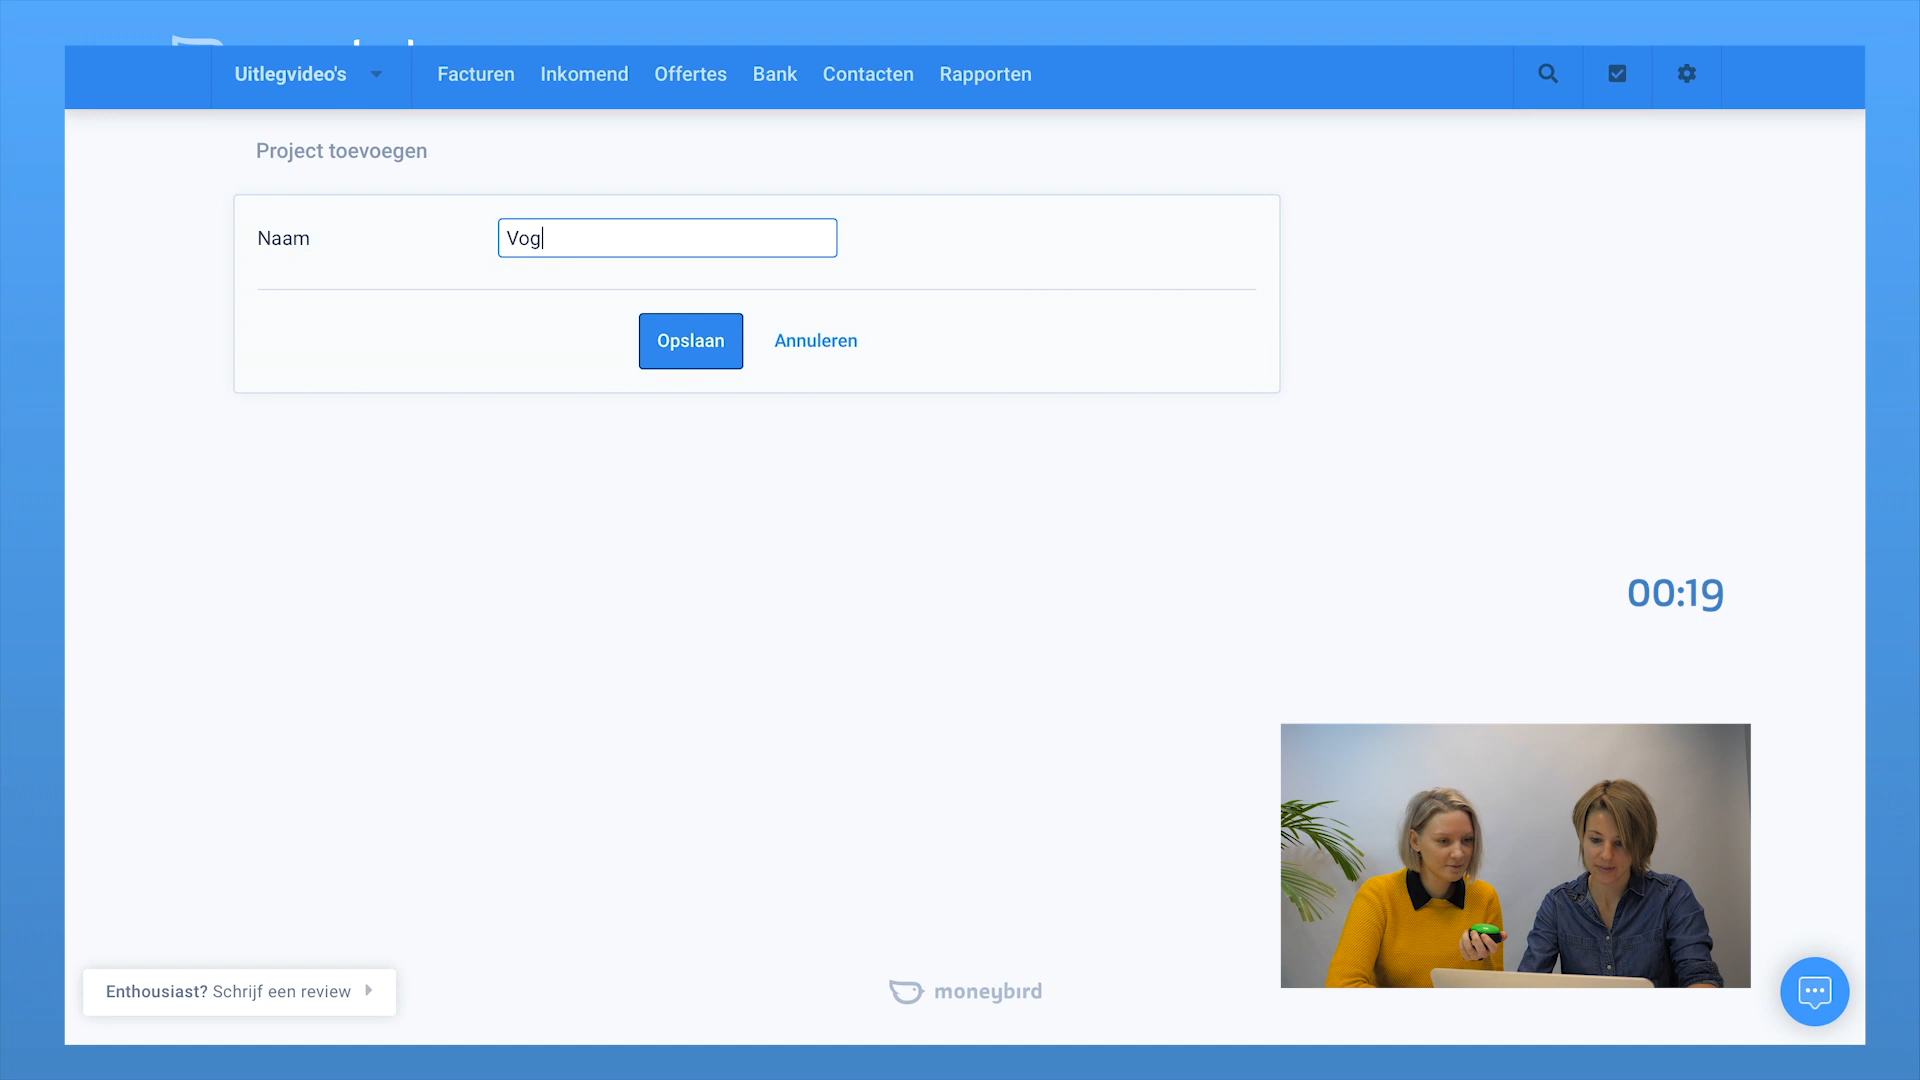 Uitlegvideo's
Facturen
Inkomend
Offertes
Bank
Contacten
Rapporten
Project toevoegen
Naam
Vog
Opslaan
Annuleren
00:19
Enthousiast? Schrijf een review
moneybird